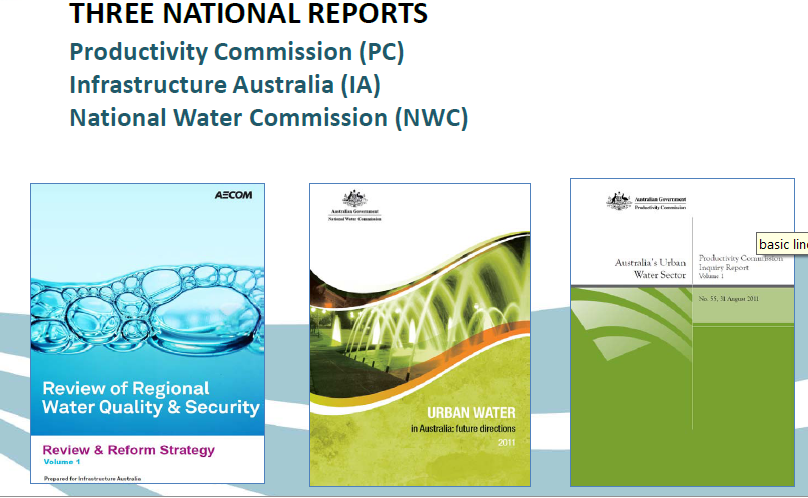 THREE NATIONAL REPORTS
Productivity Commission (PC)
Infrastructure Australia (IA)
National Water Commission (NWC)
AECOM
Review of Regional
Water Quality & Security
Review & Reform Strategy
Volume 1
Prepared for Infrastructure Australia
Australian Government
National Water Commission
URBAN WATER
in Australia: future directions
2011
Australian Government
Productivity Commission
Australia's Urban
Water Sector
Productivity Commission
Inquiry Report
Volume 1
No. 55, 31 August 2011
basic line